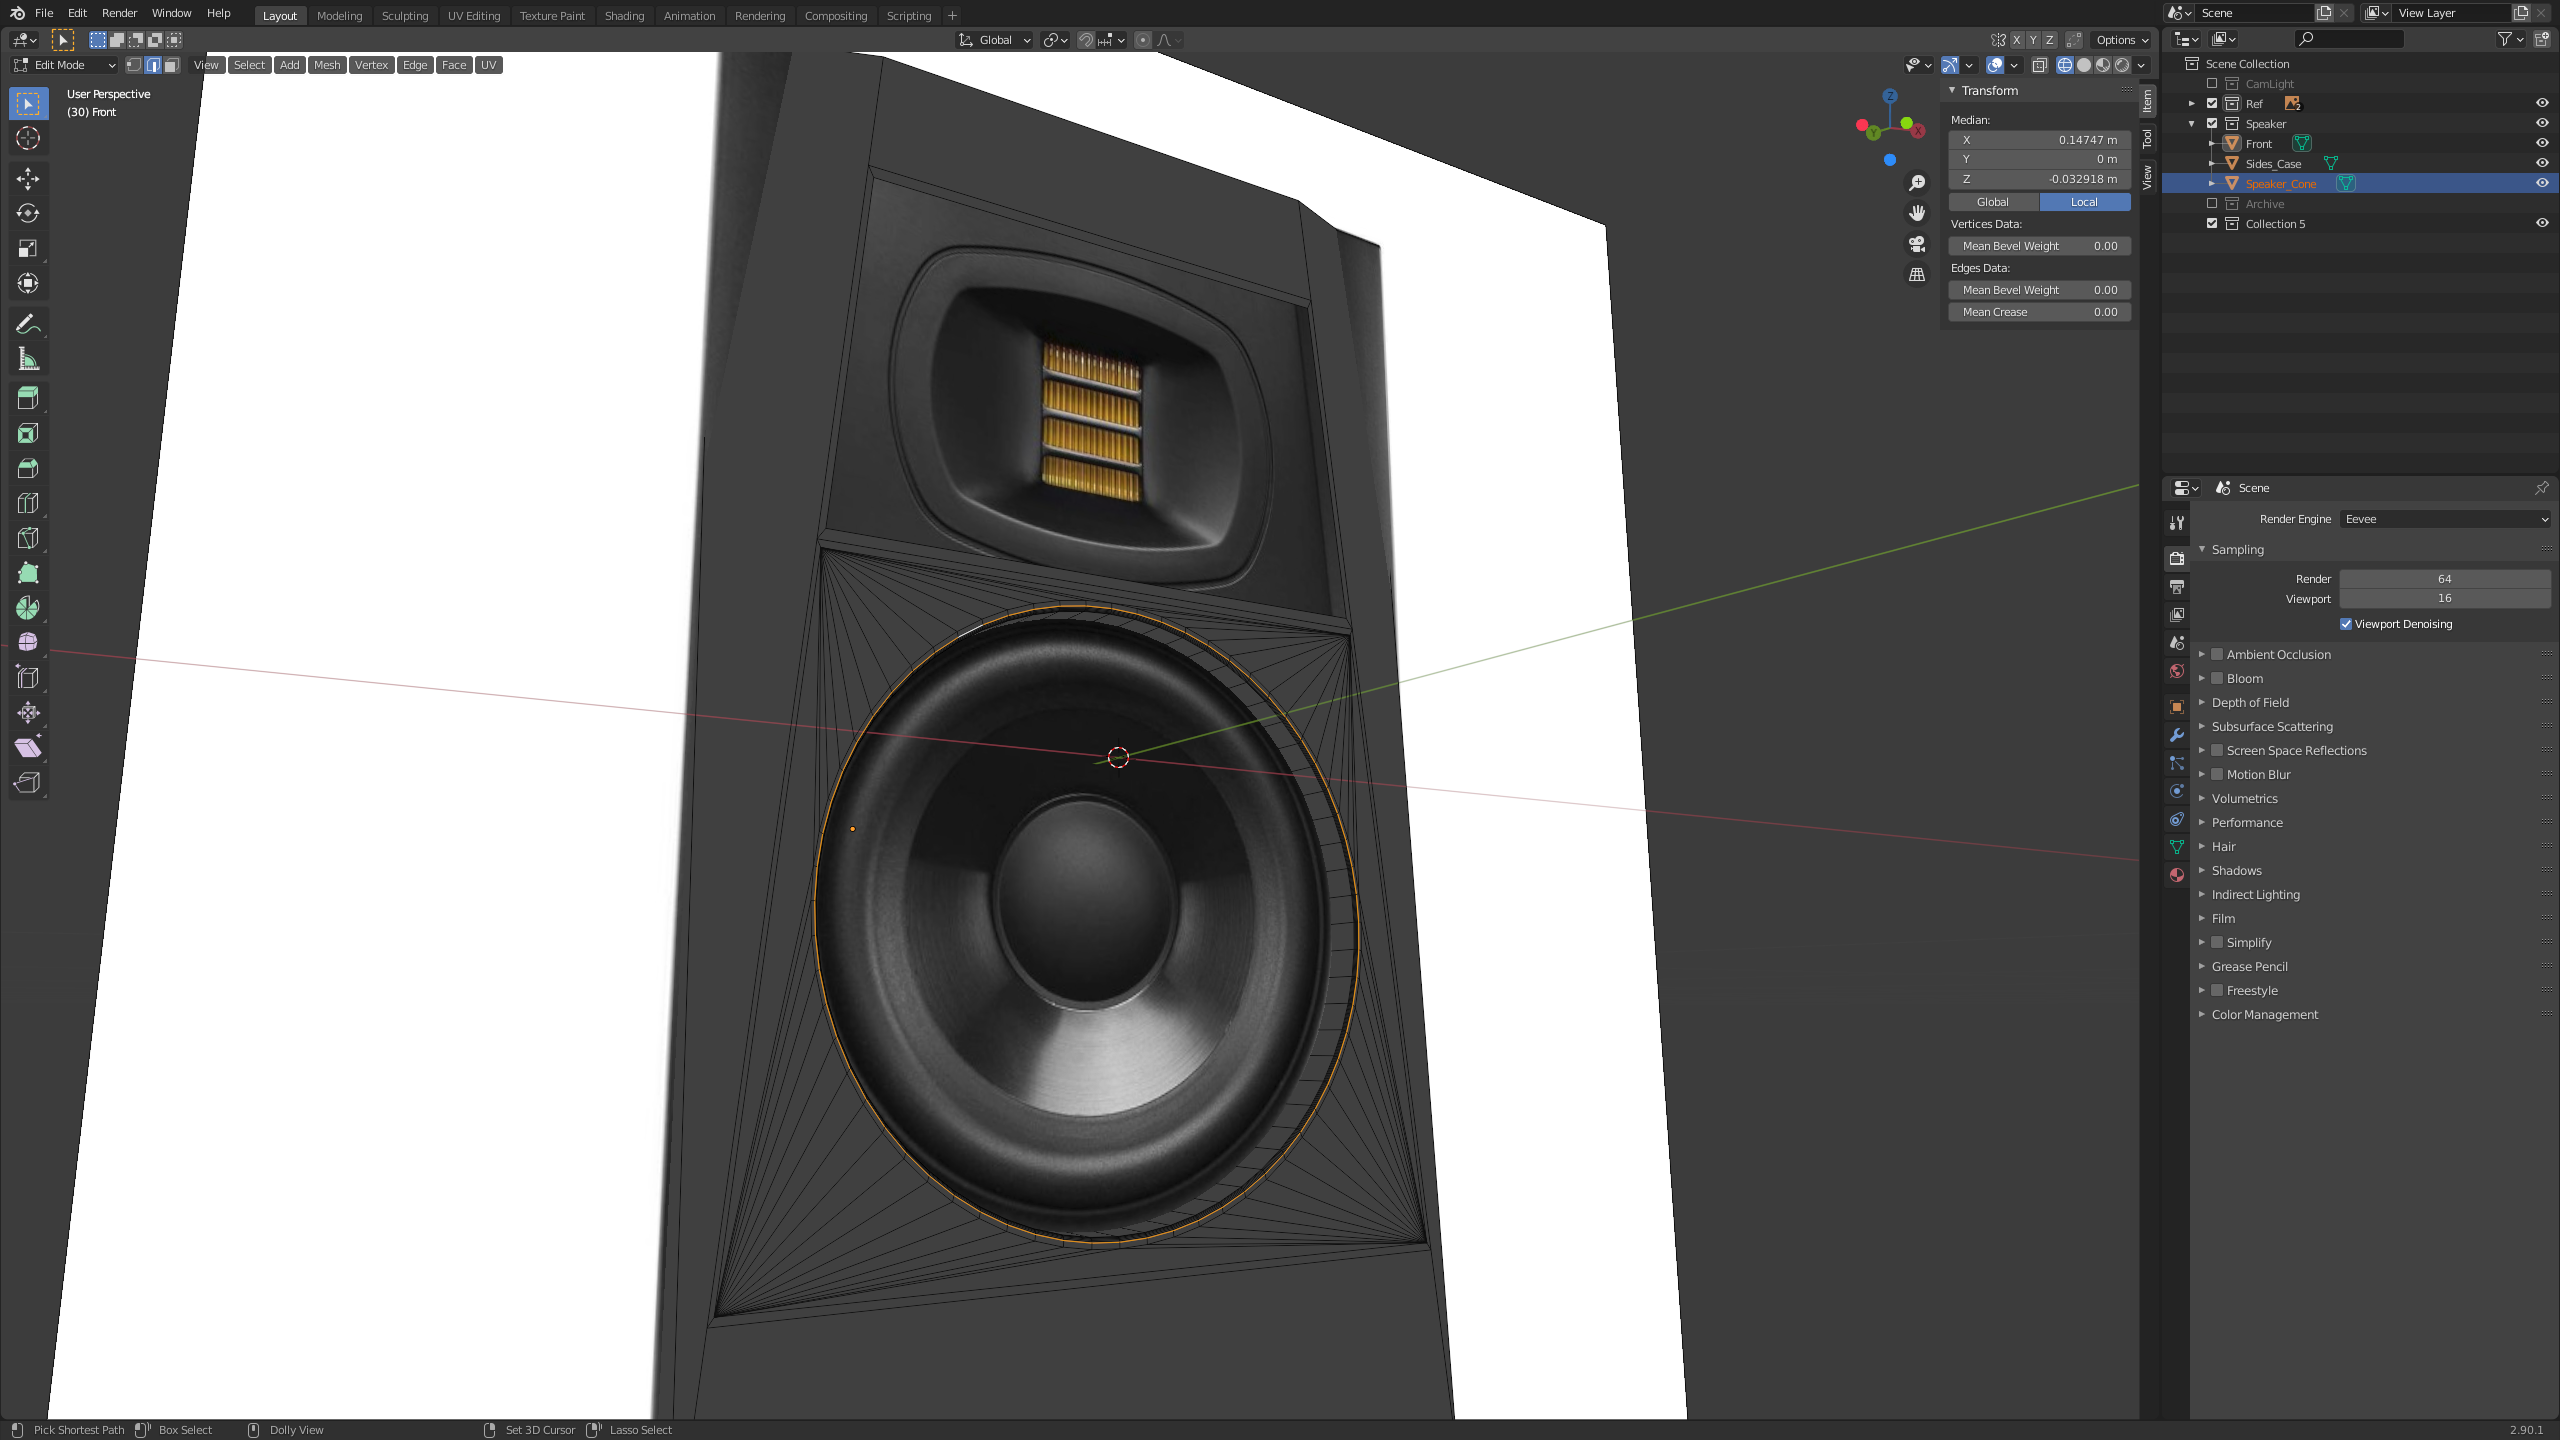 File Edit Render Window Help Layout Modeling Sculpting UV Editing Texture Paint Shading Animation Rendering Compositing Scripting + Scene View Layer
Global X Y Z Options
Edit Mode View Select Add Mesh Vertex Edge Face UV
User Perspective
(30) Front
Z
Y
X
Transform
Median:
X 0.14747 m
Y 0 m
Z -0.032918 m
Global Local
Vertices Data:
Mean Bevel Weight 0.00
Edges Data:
Mean Bevel Weight 0.00
Mean Crease 0.00
Item
Tool
View
Scene Collection
CamLight
Ref 2
Speaker
Front
Sides_Case
Speaker_Cone
Archive
Collection 5
Scene
Render Engine Eevee
Sampling
Render 64
Viewport 16
Viewport Denoising
Ambient Occlusion
Bloom
Depth of Field
Subsurface Scattering
Screen Space Reflections
Motion Blur
Volumetrics
Performance
Hair
Shadows
Indirect Lighting
Film
Simplify
Grease Pencil
Freestyle
Color Management
Pick Shortest Path Box Select Dolly View Set 3D Cursor Lasso Select 2.90.1